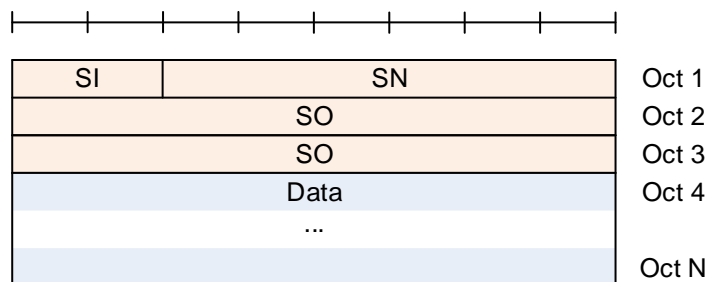 SI SN Oct 1
SO Oct 2
SO Oct 3
Data Oct 4
...
Oct N